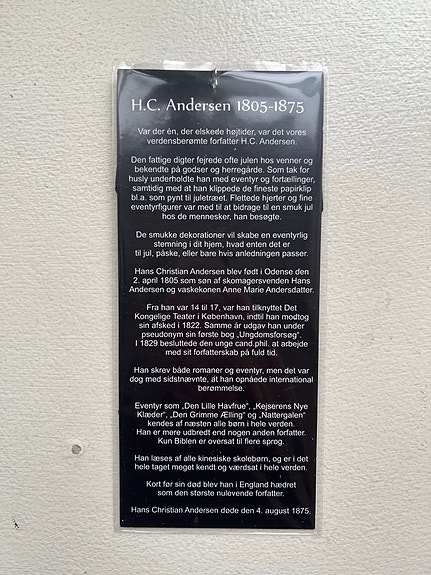 H.C. Andersen 1805-1875
Var der èn, der elskede højtider, var det vores
verdensberømte forfatter H.C. Andersen.
Den fattige digter fejrede ofte julen hos venner og
bekendte på godser og herregårde. Som tak for
husly underholdte han med eventyr og fortællinger,
samtidig med at han klippede de fineste papirklip
bl.a. som pynt til juletræet. Flettede hjerter og fine
eventyrfigurer var med til at bidrage til en smuk jul
hos de mennesker, han besøgte.
De smukke dekorationer vil skabe en eventyrlig
stemning i dit hjem, hvad enten det er
til jul, påske, eller bare hvis anledningen passer.
Hans Christian Andersen blev født i Odense den
2. april 1805 som søn af skomagersvenden Hans
Andersen og vaskekonen Anne Marie Andersdatter.
Fra han var 14 til 17, var han tilknyttet Det
Kongelige Teater i København, indtil han modtog
sin afsked i 1822. Samme år udgav han under
pseudonym sin første bog „Ungdomsforsøg“.
I 1829 besluttede den unge cand.phil. at arbejde
med sit forfatterskab på fuld tid.
Han skrev både romaner og eventyr, men det var
dog med sidstnævnte, at han opnåede international
berømmelse.
Eventyr som „Den Lille Havfrue“, „Kejserens Nye
Klæder“, „Den Grimme Ælling“ og „Nattergalen“
kendes af næsten alle børn i hele verden.
Han er mere udbredt end nogen anden forfatter.
Kun Biblen er oversat til flere sprog.
Han læses af alle kinesiske skolebørn, og er i det
hele taget meget kendt og værdsat i hele verden.
Kort før sin død blev han i England hædret
som den største nulevende forfatter.
Hans Christian Andersen døde den 4. august 1875.